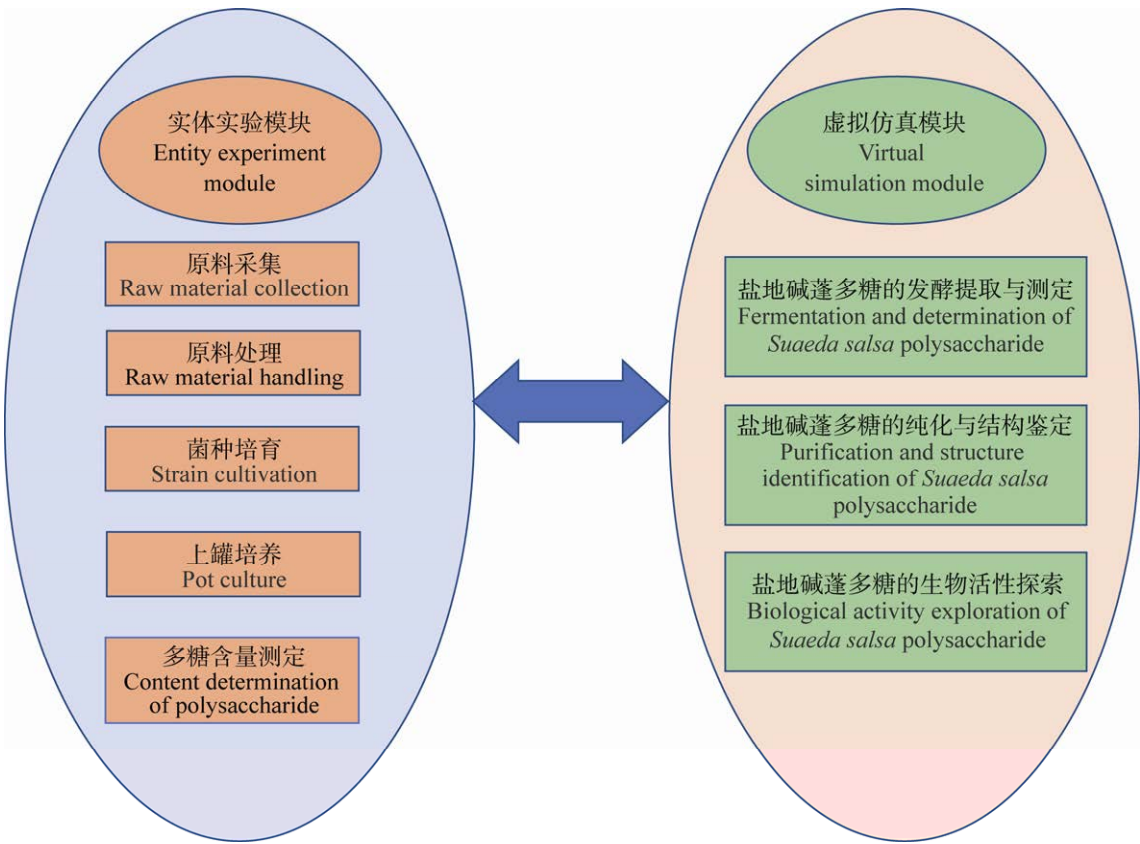 实体实验模块
Entity experiment
module
原料采集
Raw material collection
原料处理
Raw material handling
菌种培育
Strain cultivation
上罐培养
Pot culture
多糖含量测定
Content determination
of polysaccharide
虚拟仿真模块
Virtual
simulation module
盐地碱蓬多糖的发酵提取与测定
Fermentation and determination of
Suaeda salsa polysaccharide
盐地碱蓬多糖的纯化与结构鉴定
Purification and structure
identification of Suaeda salsa
polysaccharide
盐地碱蓬多糖的生物活性探索
Biological activity exploration of
Suaeda salsa polysaccharide